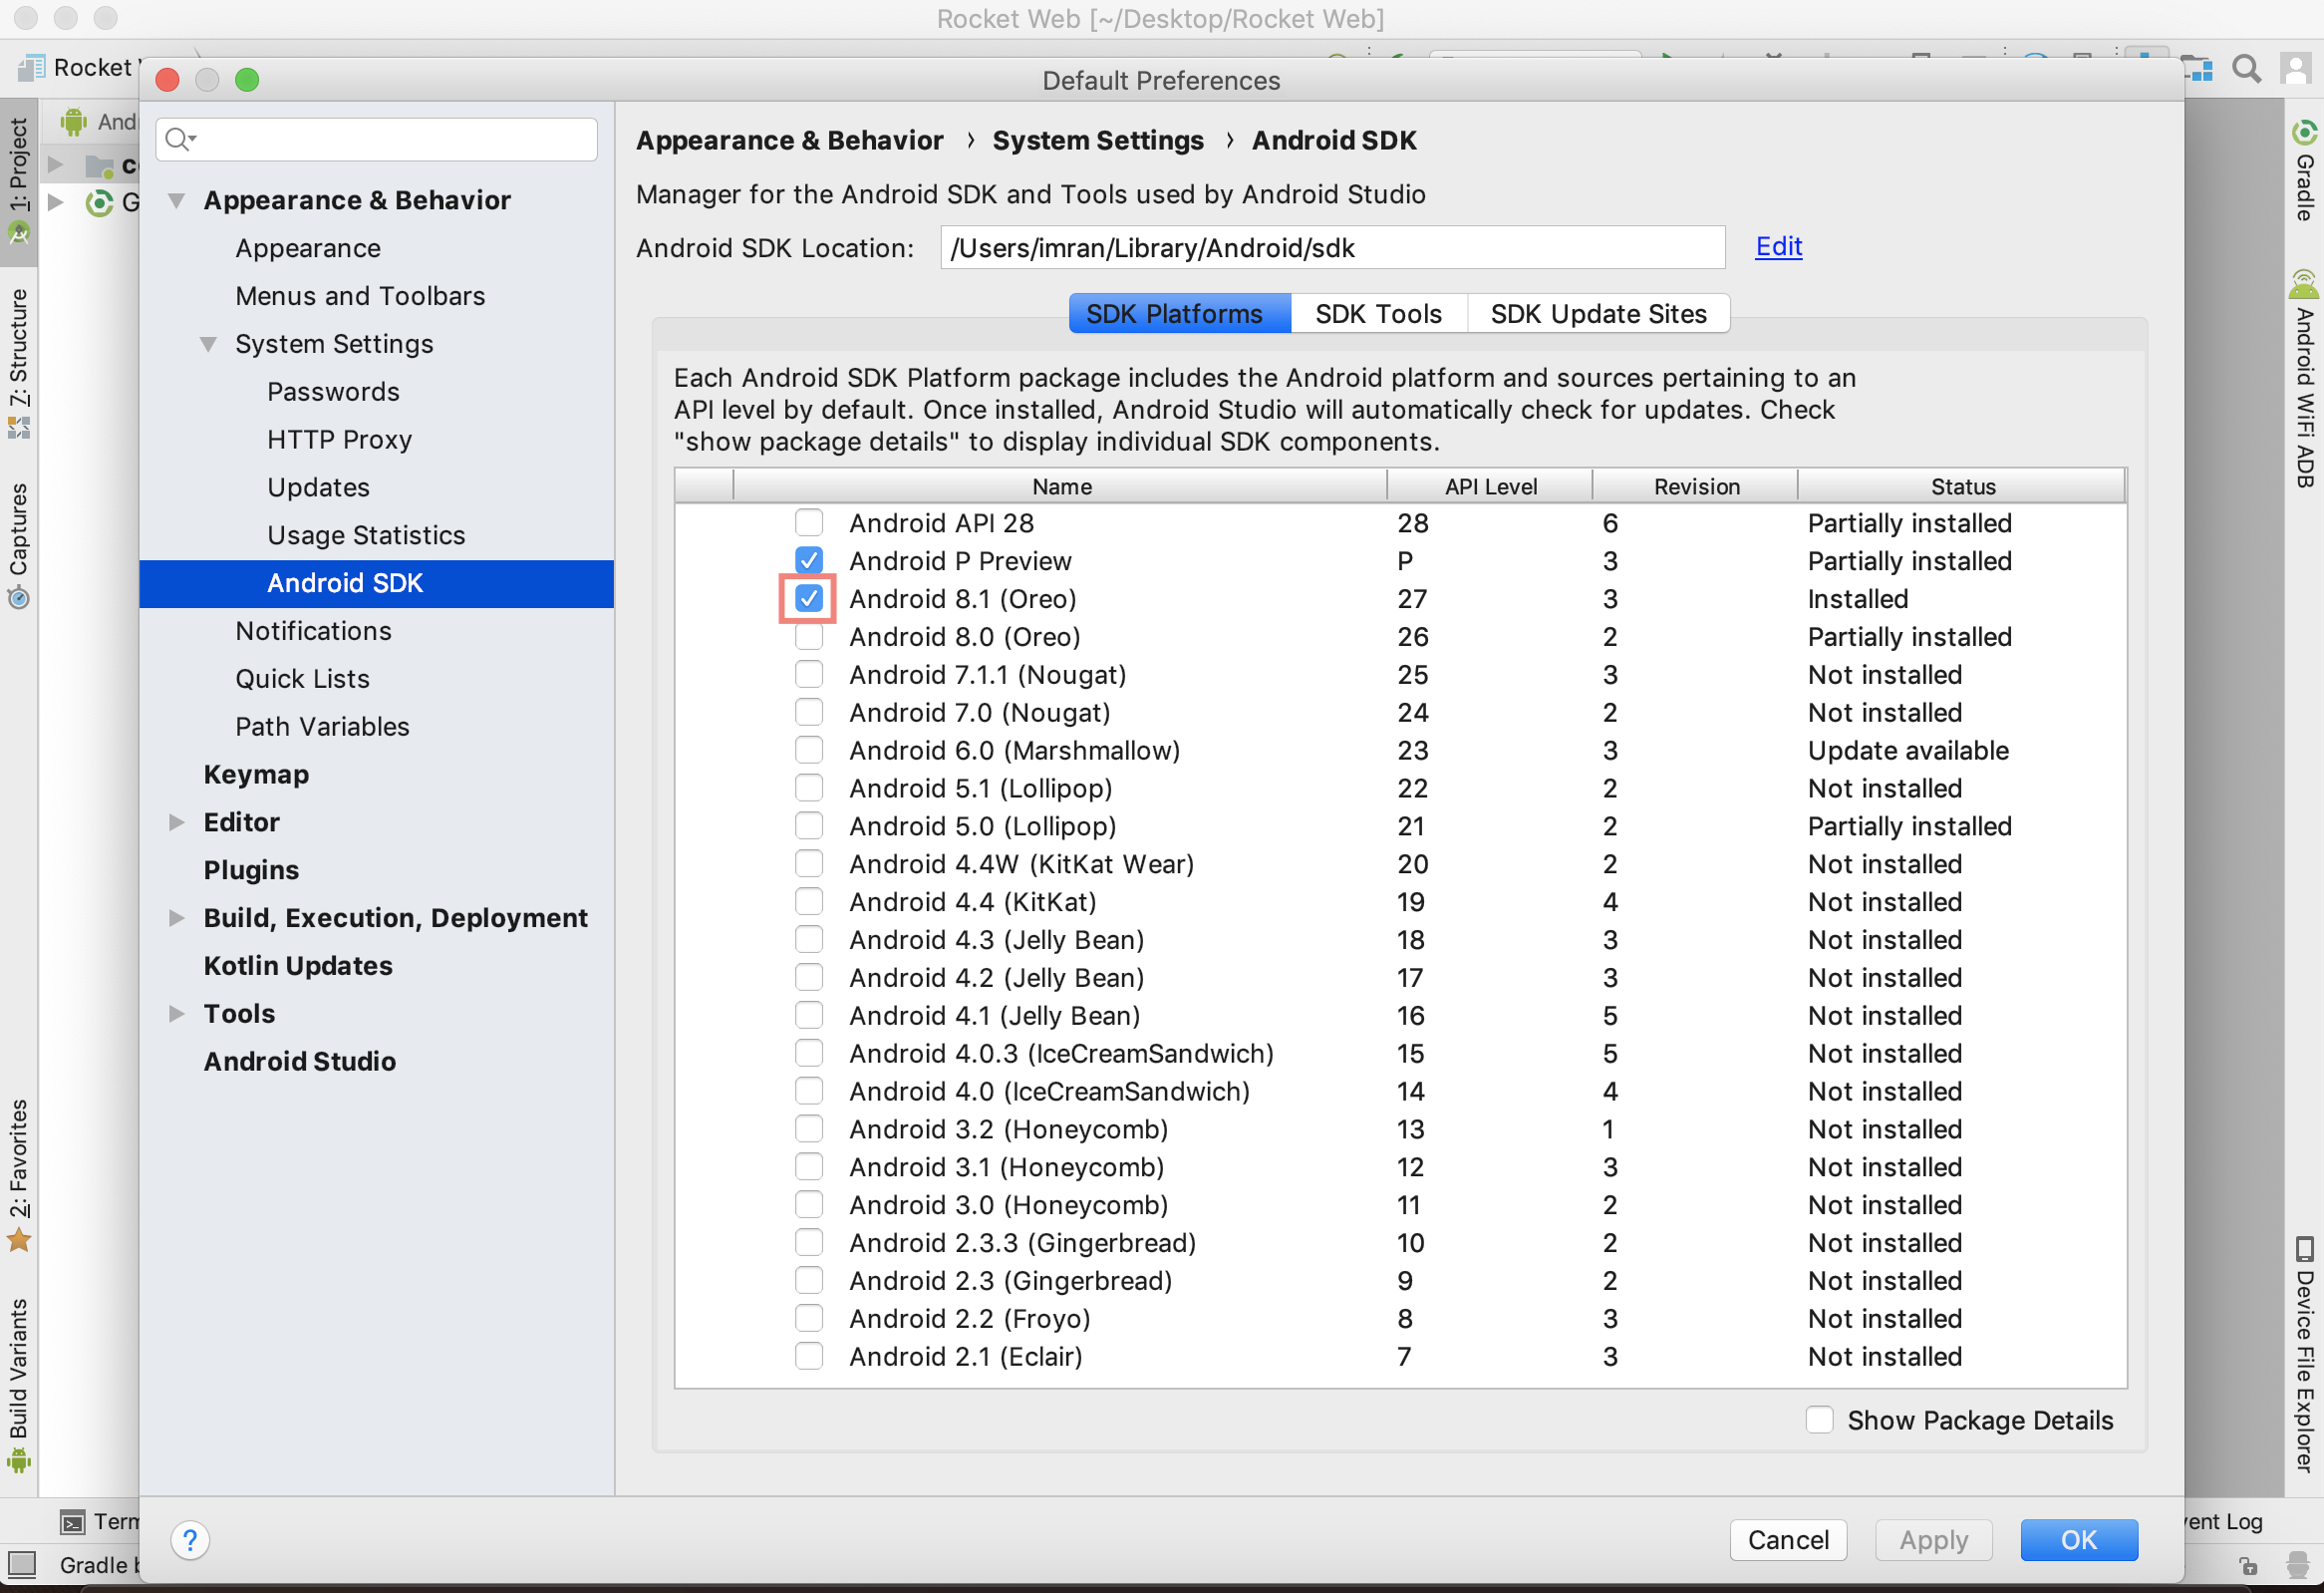 Rocket Web [~/Desktop/Rocket Web]
Rocket
Default Preferences
1: Project
7: Structure
Captures
2: Favorites
Build Variants
Appearance & Behavior
Appearance
Menus and Toolbars
System Settings
Passwords
HTTP Proxy
Updates
Usage Statistics
Android SDK
Notifications
Quick Lists
Path Variables
Keymap
Editor
Plugins
Build, Execution, Deployment
Kotlin Updates
Tools
Android Studio
Appearance & Behavior › System Settings › Android SDK
Manager for the Android SDK and Tools used by Android Studio
Android SDK Location: /Users/imran/Library/Android/sdk Edit
SDK Platforms SDK Tools SDK Update Sites
Each Android SDK Platform package includes the Android platform and sources pertaining to an
API level by default. Once installed, Android Studio will automatically check for updates. Check
"show package details" to display individual SDK components.
Name API Level Revision Status
Android API 28 28 6 Partially installed
Android P Preview P 3 Partially installed
Android 8.1 (Oreo) 27 3 Installed
Android 8.0 (Oreo) 26 2 Partially installed
Android 7.1.1 (Nougat) 25 3 Not installed
Android 7.0 (Nougat) 24 2 Not installed
Android 6.0 (Marshmallow) 23 3 Update available
Android 5.1 (Lollipop) 22 2 Not installed
Android 5.0 (Lollipop) 21 2 Partially installed
Android 4.4W (KitKat Wear) 20 2 Not installed
Android 4.4 (KitKat) 19 4 Not installed
Android 4.3 (Jelly Bean) 18 3 Not installed
Android 4.2 (Jelly Bean) 17 3 Not installed
Android 4.1 (Jelly Bean) 16 5 Not installed
Android 4.0.3 (IceCreamSandwich) 15 5 Not installed
Android 4.0 (IceCreamSandwich) 14 4 Not installed
Android 3.2 (Honeycomb) 13 1 Not installed
Android 3.1 (Honeycomb) 12 3 Not installed
Android 3.0 (Honeycomb) 11 2 Not installed
Android 2.3.3 (Gingerbread) 10 2 Not installed
Android 2.3 (Gingerbread) 9 2 Not installed
Android 2.2 (Froyo) 8 3 Not installed
Android 2.1 (Eclair) 7 3 Not installed
Show Package Details
? Cancel Apply OK
Gradle
Android WiFi ADB
Device File Explorer
Log
Gradle